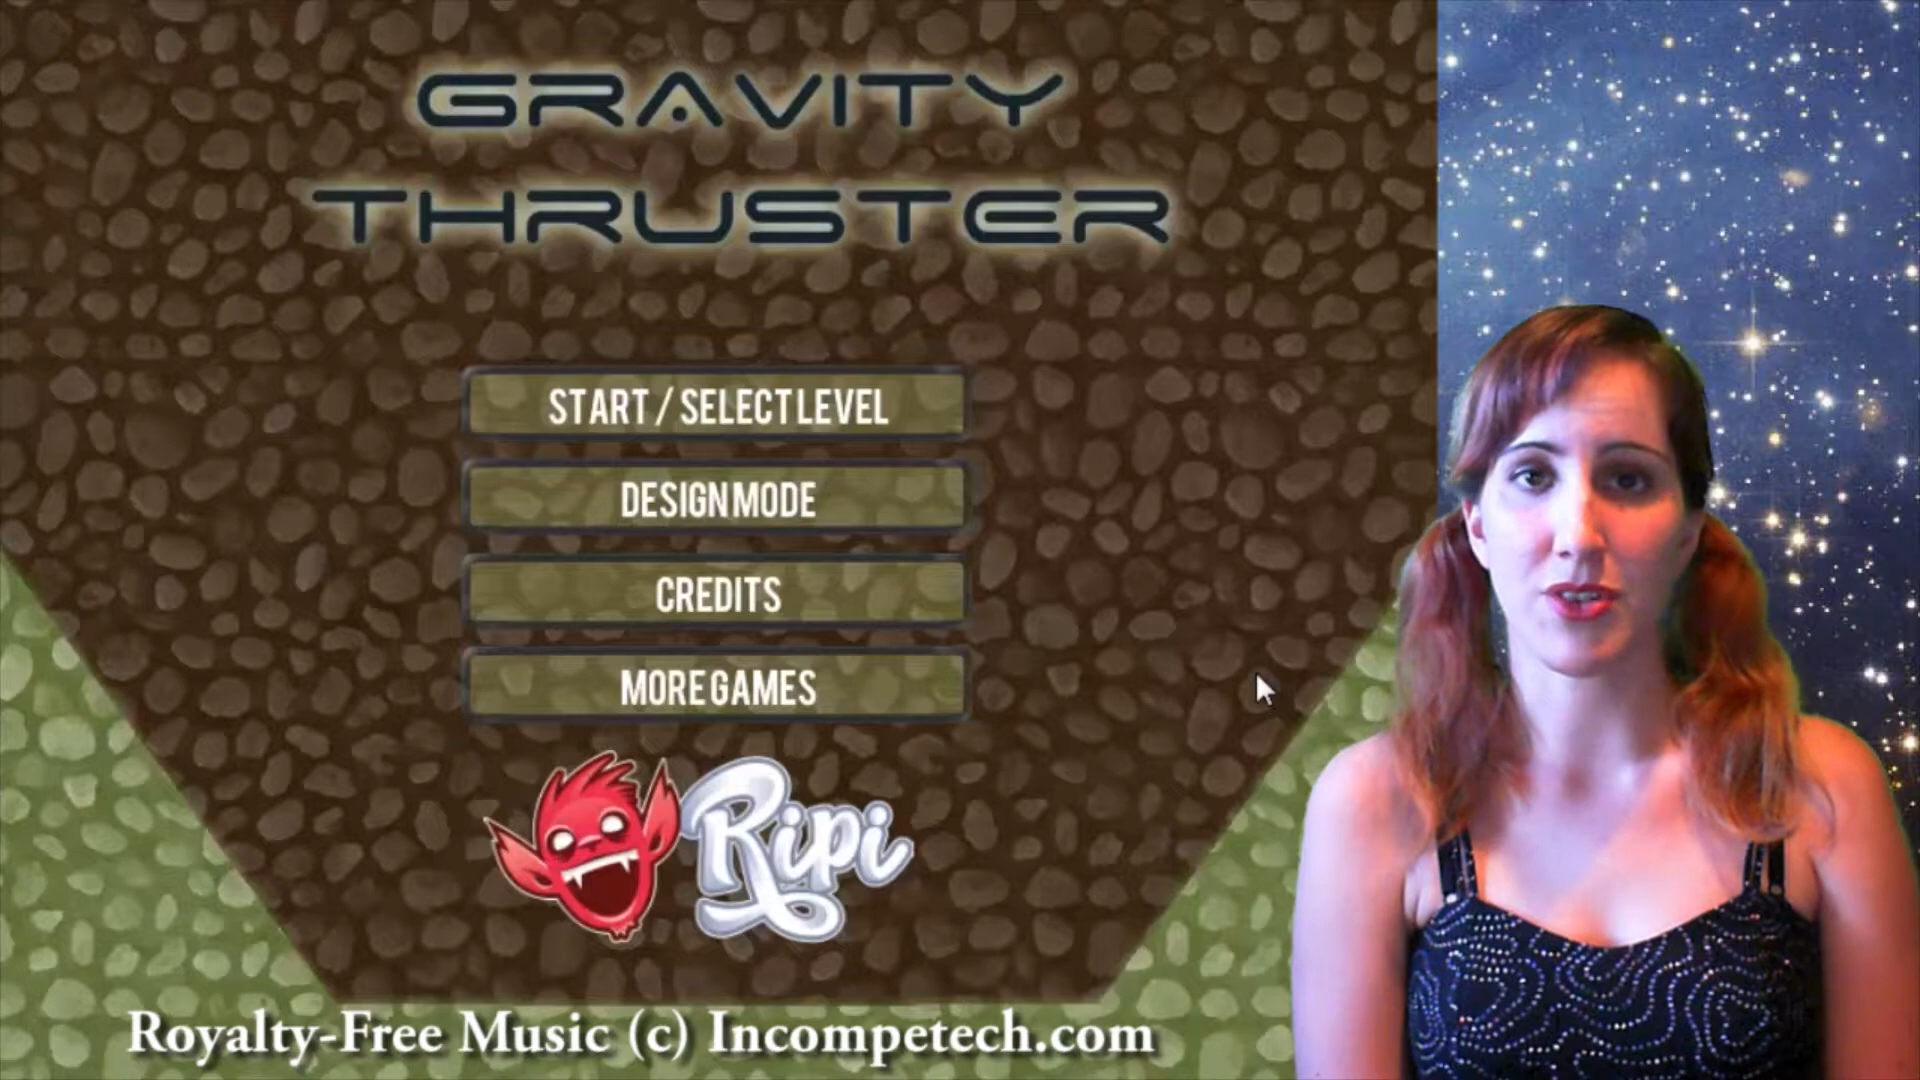 GRAVITY
THRUSTER
START / SELECT LEVEL
DESIGN MODE
CREDITS
MORE GAMES
Ripi
Royalty-Free Music (c) Incompetech.com